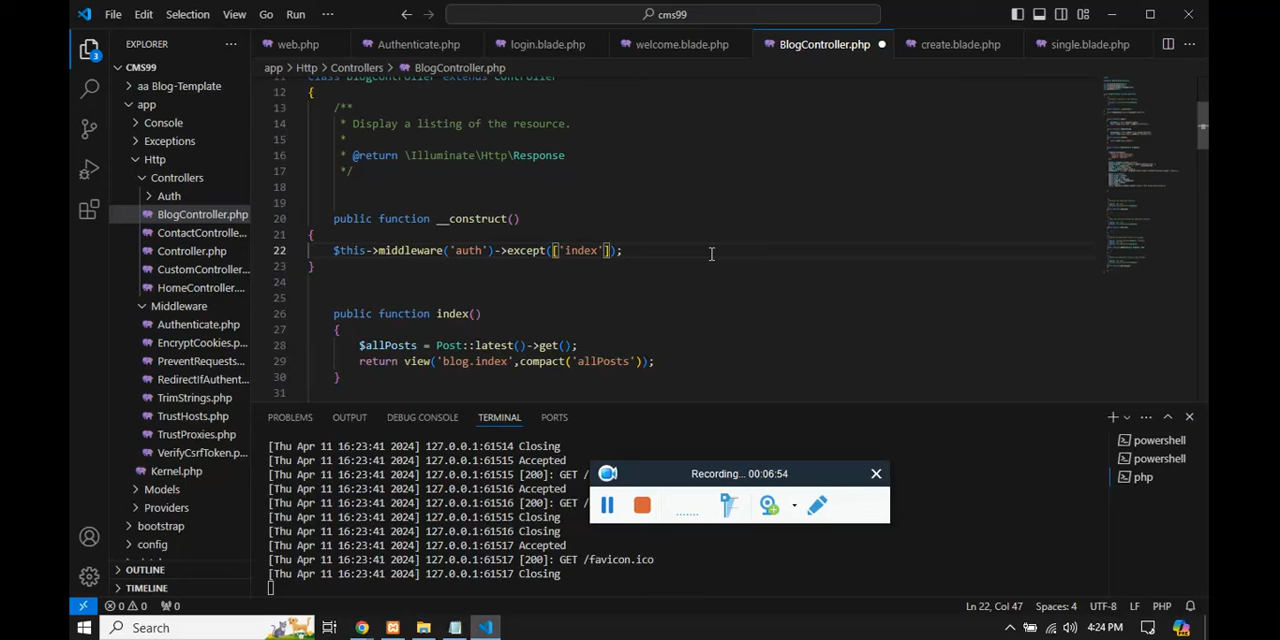 File Edit Selection View Go Run ··· cms99
EXPLORER ···
web.php Authenticate.php login.blade.php welcome.blade.php BlogController.php create.blade.php single.blade.php ···
app > Http > Controllers > BlogController.php
CMS99
aa Blog-Template
app
Console
Exceptions
Http
Controllers
Auth
BlogController.php
ContactControlle...
Controller.php
CustomController...
HomeController....
Middleware
Authenticate.php
EncryptCookies.p...
PreventRequests...
RedirectIfAuthent...
TrimStrings.php
TrustHosts.php
TrustProxies.php
VerifyCsrfToken.p...
Kernel.php
Models
Providers
bootstrap
config
OUTLINE
TIMELINE
3
class BlogController extends Controller
12 {
13 /**
14 * Display a listing of the resource.
15 *
16 * @return \Illuminate\Http\Response
17 */
18
19
20 public function __construct()
21 {
22 $this->middleware('auth')->except(['index']);
23 }
24
25
26 public function index()
27 {
28 $allPosts = Post::latest()->get();
29 return view('blog.index',compact('allPosts'));
30 }
31
PROBLEMS OUTPUT DEBUG CONSOLE TERMINAL PORTS
[Thu Apr 11 16:23:41 2024] 127.0.0.1:61514 Closing
[Thu Apr 11 16:23:41 2024] 127.0.0.1:61515 Accepted
[Thu Apr 11 16:23:41 2024] 127.0.0.1:61515 [200]: GET /
[Thu Apr 11 16:23:41 2024] 127.0.0.1:61516 Accepted
[Thu Apr 11 16:23:41 2024] 127.0.0.1:61516 [200]: GET /
[Thu Apr 11 16:23:41 2024] 127.0.0.1:61515 Closing
[Thu Apr 11 16:23:41 2024] 127.0.0.1:61516 Closing
[Thu Apr 11 16:23:41 2024] 127.0.0.1:61517 Accepted
[Thu Apr 11 16:23:41 2024] 127.0.0.1:61517 [200]: GET /favicon.ico
[Thu Apr 11 16:23:41 2024] 127.0.0.1:61517 Closing
powershell
powershell
php
Recording... 00:06:54
0 0 0 Ln 22, Col 47 Spaces: 4 UTF-8 LF PHP
Search 4:24 PM